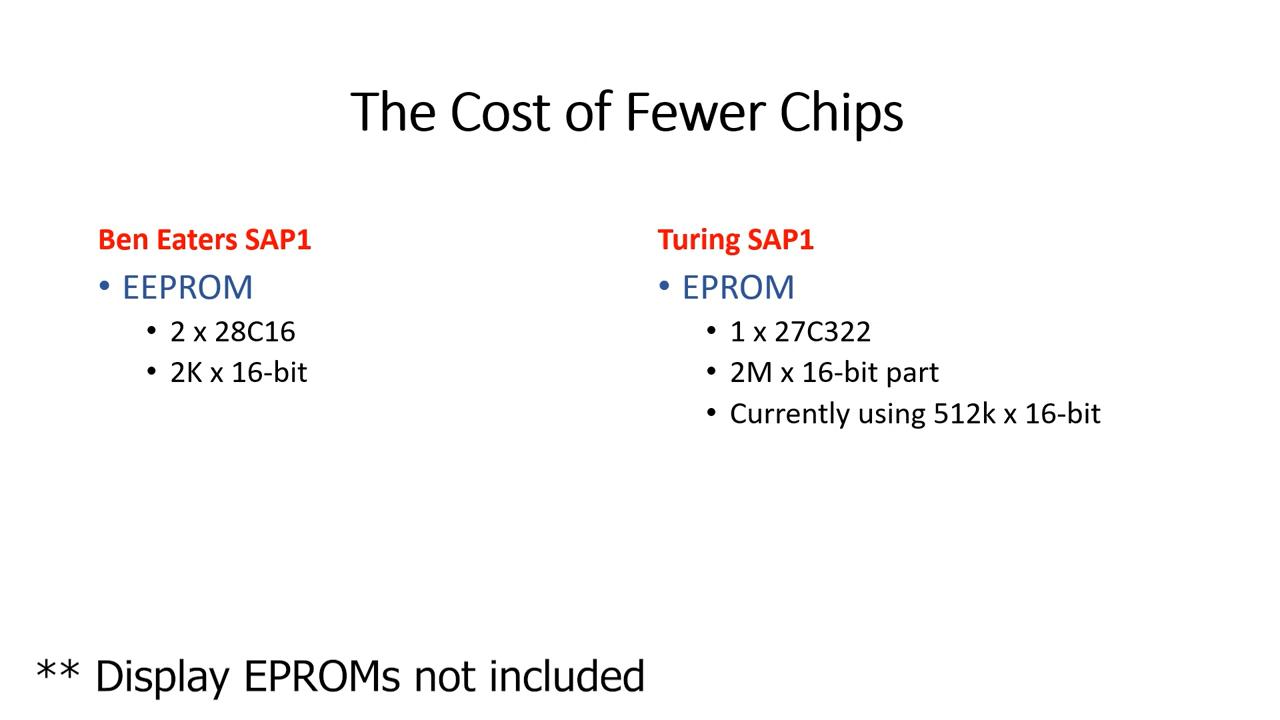 The Cost of Fewer Chips
Ben Eaters SAP1
• EEPROM
• 2 x 28C16
• 2K x 16-bit
Turing SAP1
• EPROM
• 1 x 27C322
• 2M x 16-bit part
• Currently using 512k x 16-bit
** Display EPROMs not included